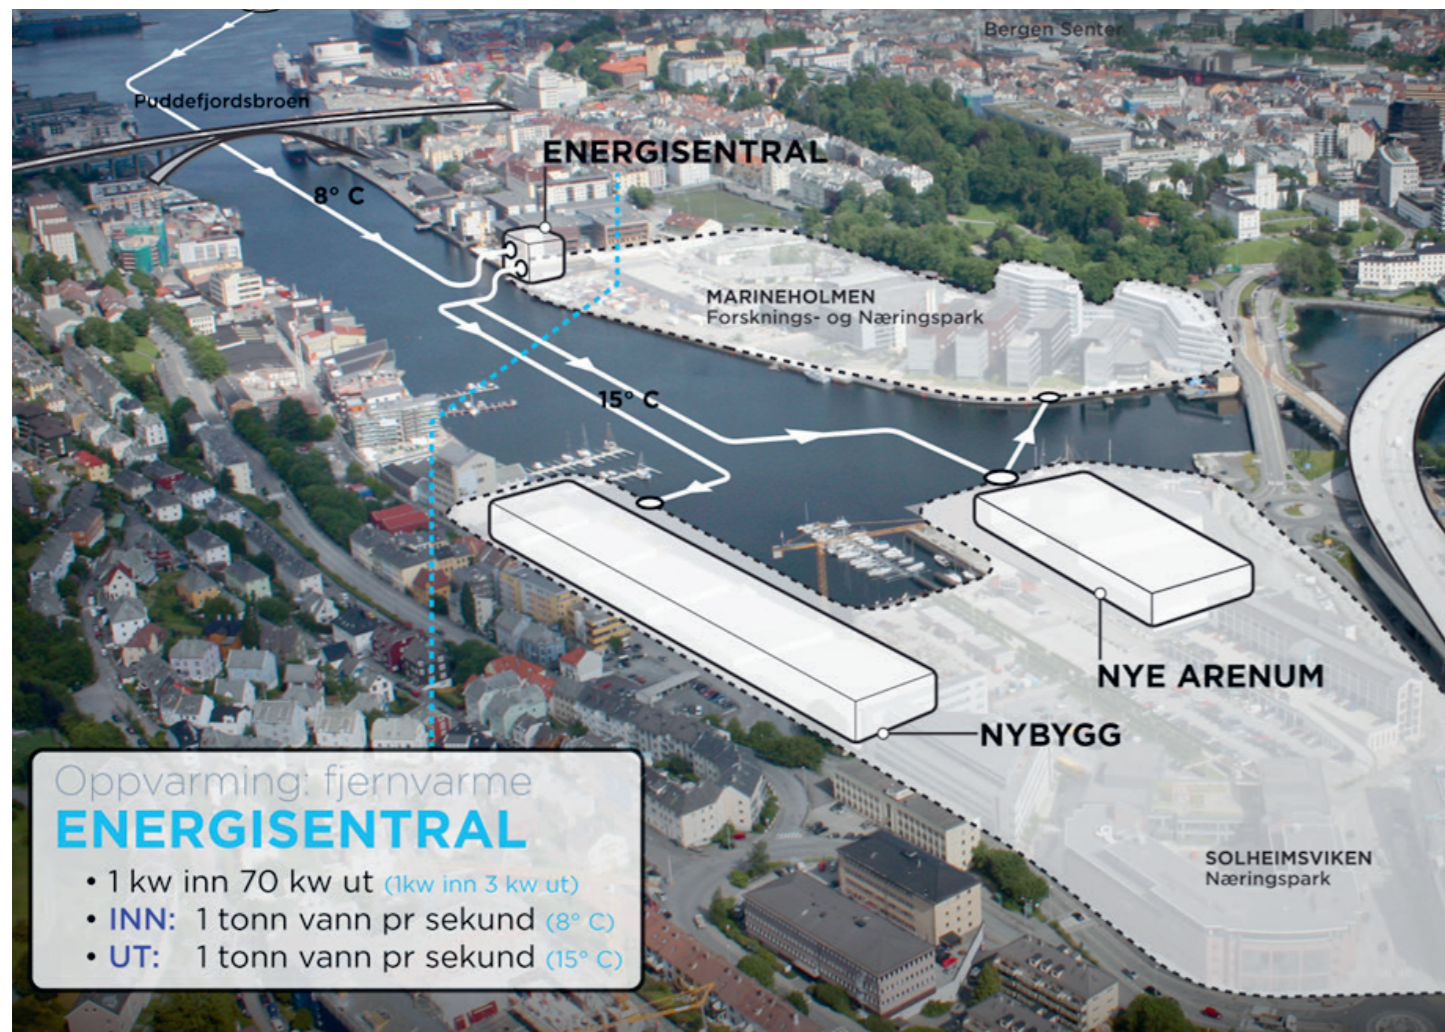 Bergen Senter
Puddefjordsbroen
ENERGISENTRAL
8° C
MARINEHOLMEN
Forsknings- og Næringspark
15° C
NYE ARENUM
NYBYGG
Oppvarming: fjernvarme
ENERGISENTRAL
• 1 kw inn 70 kw ut (1kw inn 3 kw ut)
• INN: 1 tonn vann pr sekund (8° C)
• UT: 1 tonn vann pr sekund (15° C)
SOLHEIMSVIKEN
Næringspark